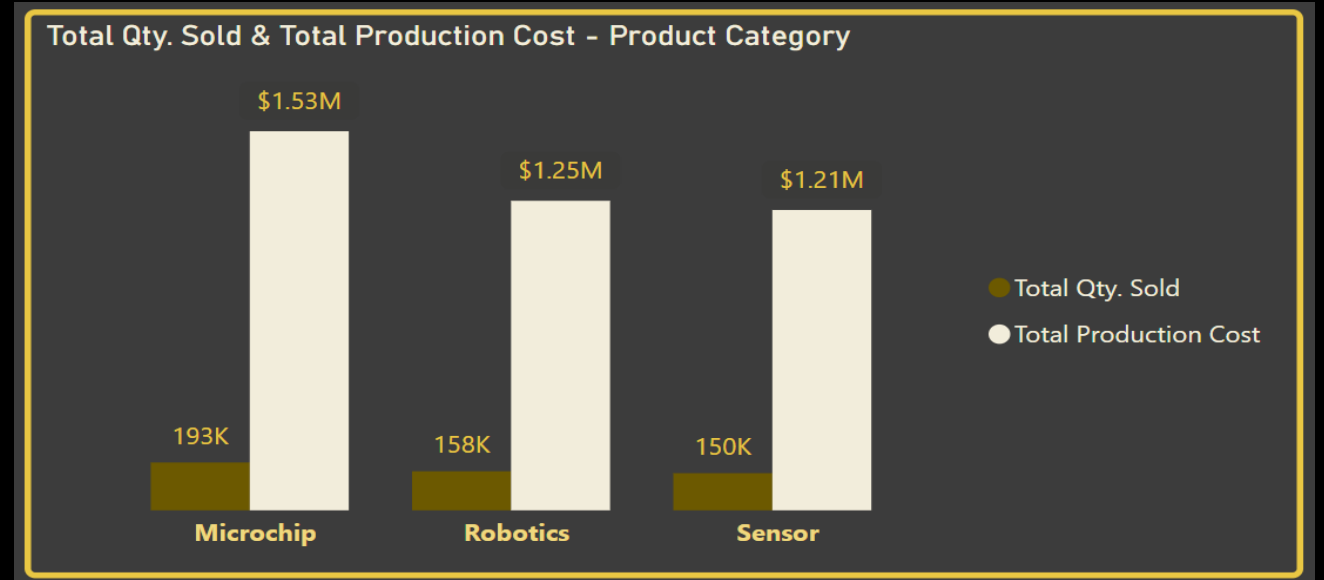 Total Qty. Sold & Total Production Cost - Product Category
$1.53M
$1.25M
$1.21M
Total Qty. Sold
Total Production Cost
193K
158K
150K
Microchip
Robotics
Sensor